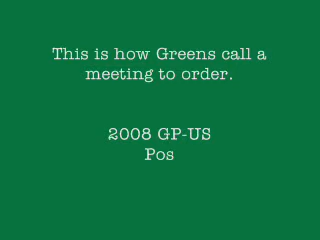 This is how Greens call a
meeting to order.
2008 GP-US
Pos